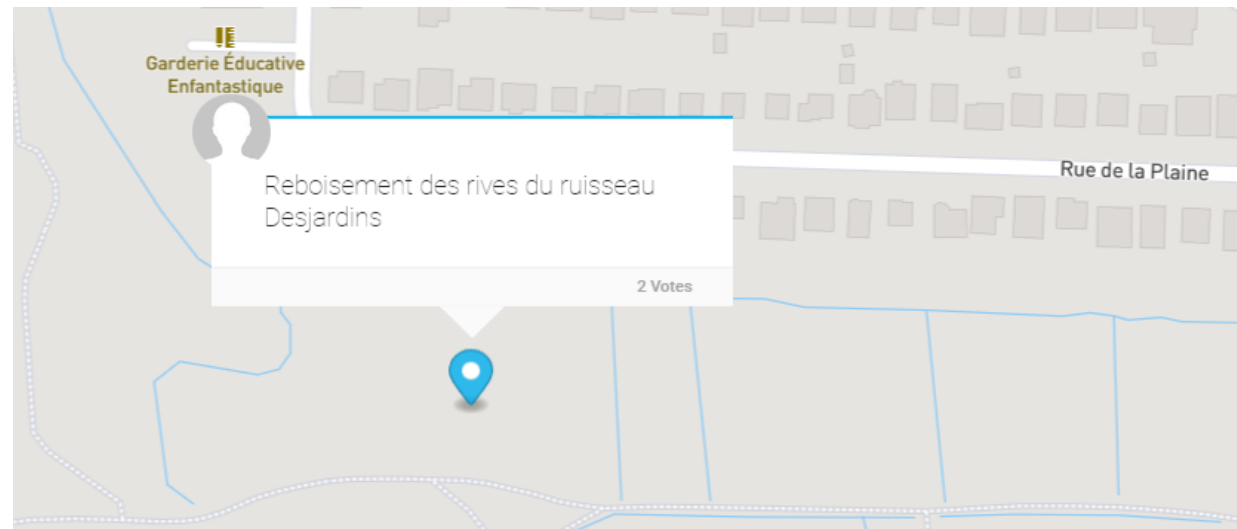 Garderie Éducative
Enfantastique
Reboisement des rives du ruisseau
Desjardins
Rue de la Plaine
2 Votes